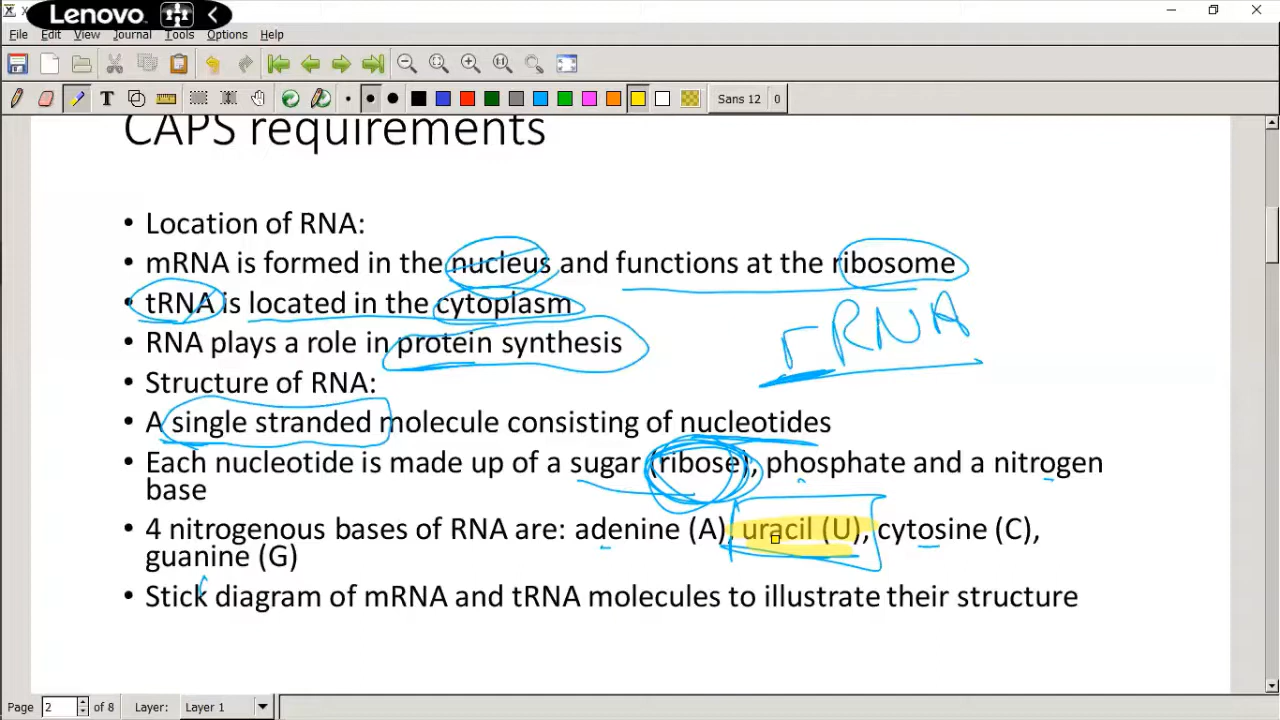 Lenovo
File Edit View Journal Tools Options Help
Sans 12 0
CAPS requirements
• Location of RNA:
• mRNA is formed in the nucleus and functions at the ribosome
• tRNA is located in the cytoplasm
rRNA
• RNA plays a role in protein synthesis
• Structure of RNA:
• A single stranded molecule consisting of nucleotides
• Each nucleotide is made up of a sugar (ribose), phosphate and a nitrogen
base
• 4 nitrogenous bases of RNA are: adenine (A), uracil (U), cytosine (C),
guanine (G)
• Stick diagram of mRNA and tRNA molecules to illustrate their structure
Page 2 of 8 Layer: Layer 1